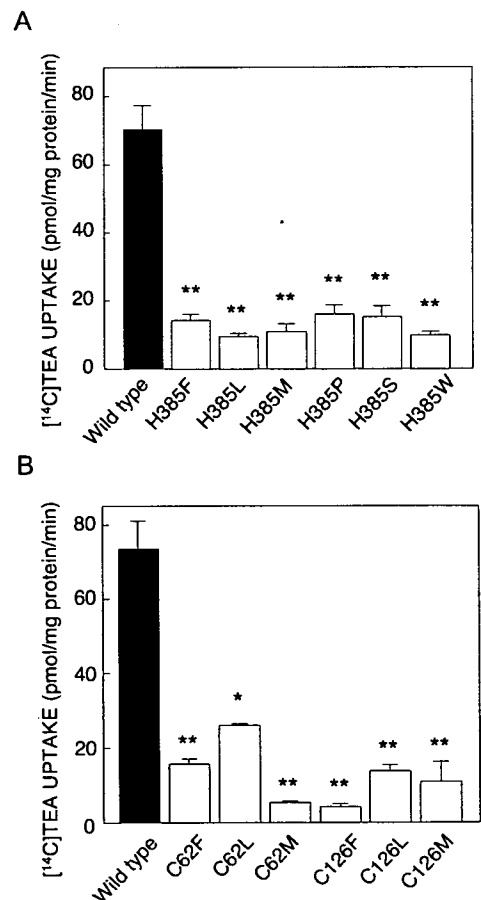 A
[¹⁴C]TEA UPTAKE (pmol/mg protein/min)
80
60
40
20
0
**
**
**
**
**
**
Wild type
H385F
H385L
H385M
H385P
H385S
H385W
B
[¹⁴C]TEA UPTAKE (pmol/mg protein/min)
80
60
40
20
0
**
*
**
**
**
**
Wild type
C62F
C62L
C62M
C126F
C126L
C126M